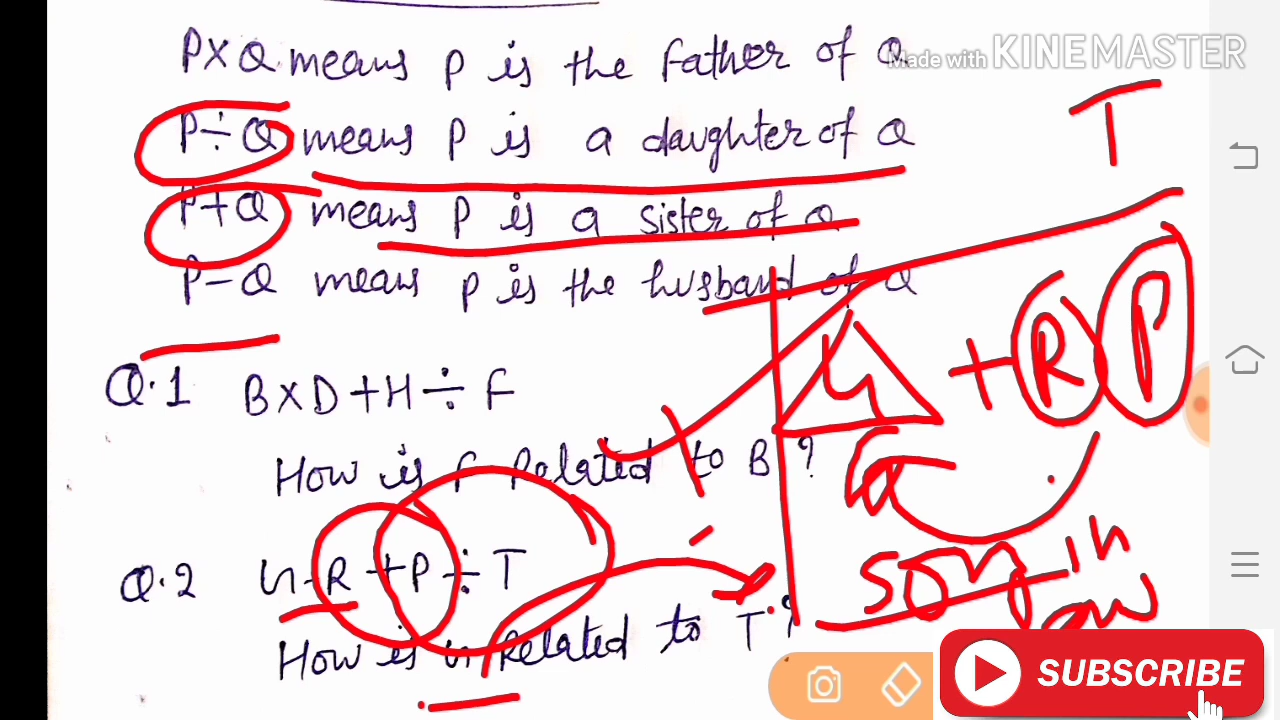 P×Q means P is the father of Q
Made with KINEMASTER
P÷Q means P is a daughter of Q
T
P+Q means P is a sister of Q
P-Q means P is the husband of Q
+ R P
Q.1 B×D+H÷F
How is F Related to B ?
son in law
Q.2 U-R+P÷T
How is U Related to T ?
SUBSCRIBE